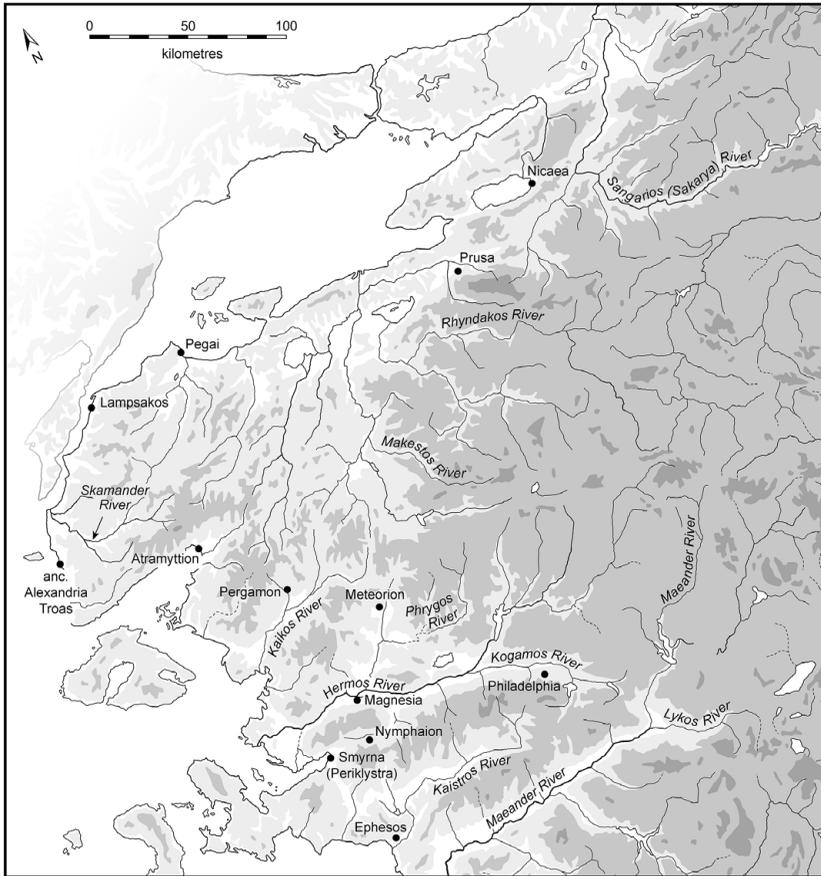 0 50 100
kilometres
N
Nicaea
Sangarios (Sakarya) River
Prusa
Rhyndakos River
Pegai
Lampsakos
Makestos River
Skamander
River
Atramyttion
anc.
Alexandria
Troas
Pergamon
Kaikos River
Meteorion
Phrygos
River
Maeander River
Kogamos River
Philadelphia
Hermos River
Magnesia
Lykos River
Nymphaion
Smyrna
(Periklystra)
Kaistros River
Maeander River
Ephesos